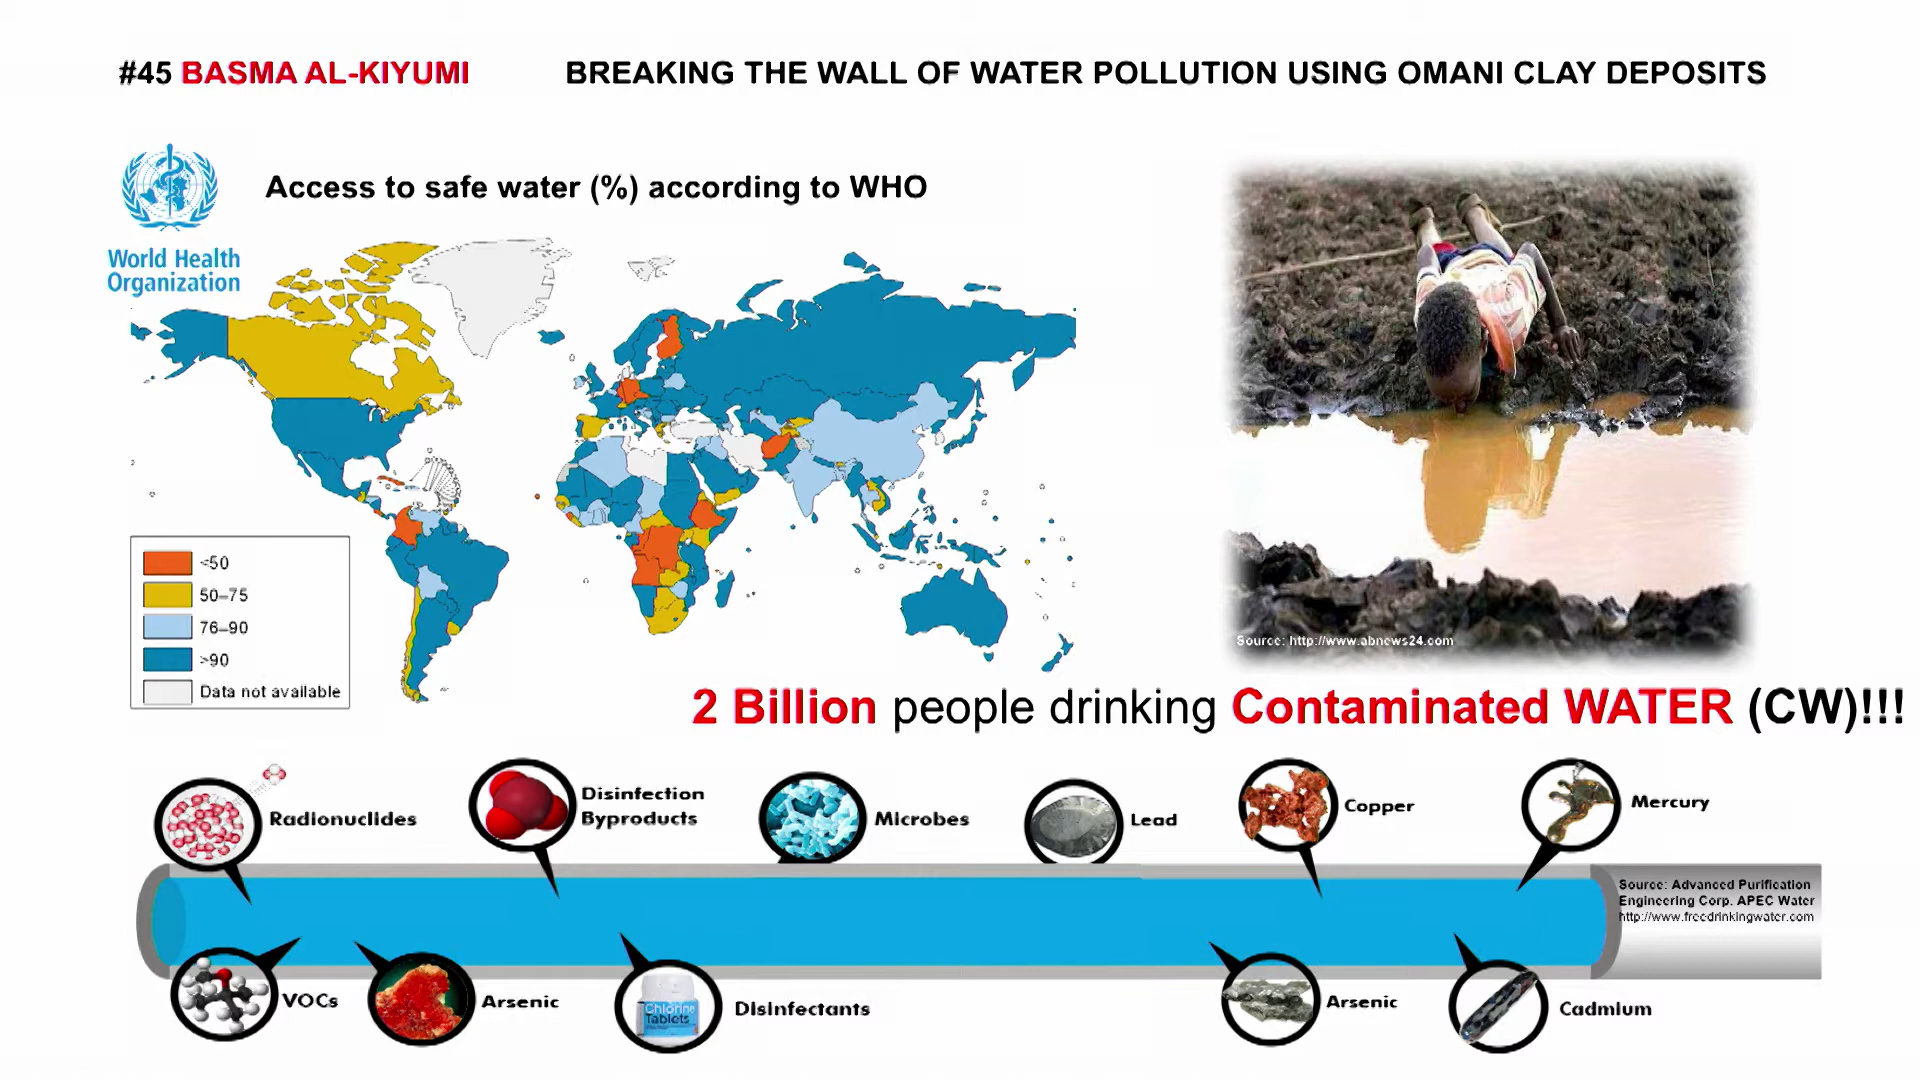 #45 BASMA AL-KIYUMI
BREAKING THE WALL OF WATER POLLUTION USING OMANI CLAY DEPOSITS
World Health
Organization
Access to safe water (%) according to WHO
<50
50–75
76–90
>90
Data not available
Source: http://www.abnews24.com
2 Billion people drinking Contaminated WATER (CW)!!!
Radionuclides
Disinfection
Byproducts
Microbes
Lead
Copper
Mercury
Source: Advanced Purification
Engineering Corp. APEC Water
http://www.freedrinkingwater.com
VOCs
Arsenic
Chlorine
Tablets
Disinfectants
Arsenic
Cadmium